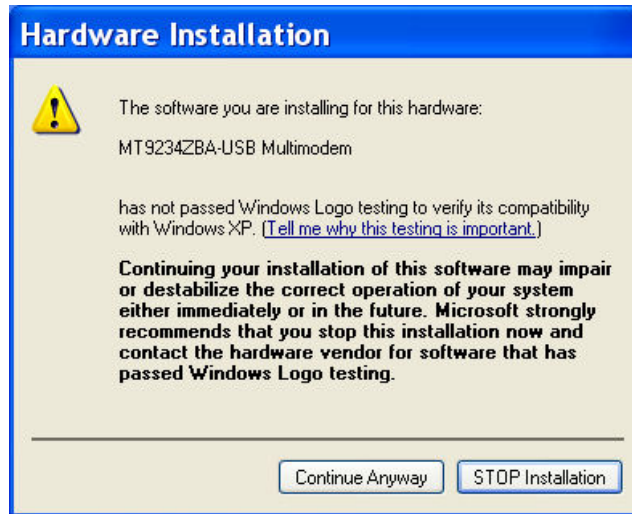 Hardware Installation
The software you are installing for this hardware:
MT9234ZBA-USB Multimodem
has not passed Windows Logo testing to verify its compatibility
with Windows XP. (Tell me why this testing is important.)
Continuing your installation of this software may impair
or destabilize the correct operation of your system
either immediately or in the future. Microsoft strongly
recommends that you stop this installation now and
contact the hardware vendor for software that has
passed Windows Logo testing.
Continue Anyway
STOP Installation